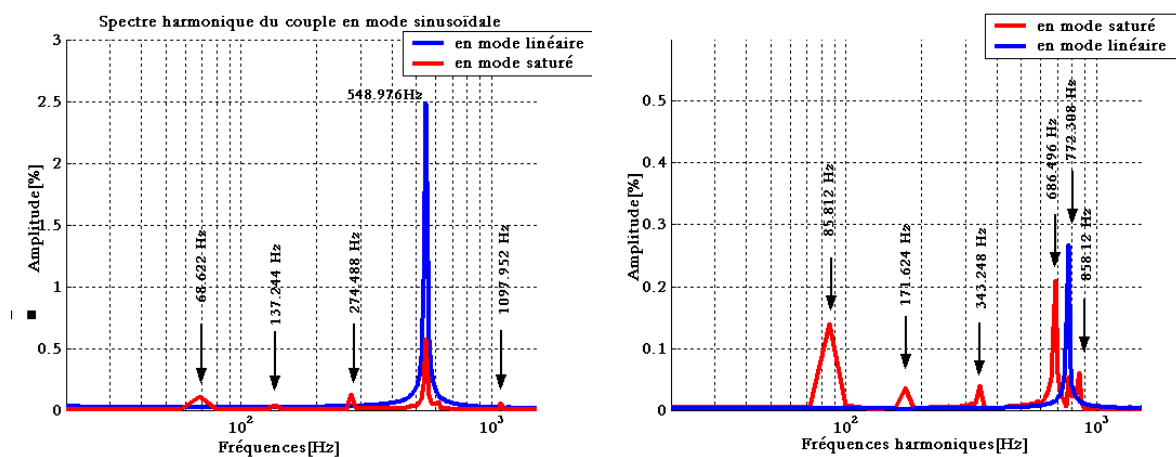 Spectre harmonique du couple en mode sinusoïdale
en mode linéaire
en mode saturé
3
2.5
2
1.5
1
0.5
0
Amplitude[%]
548.976Hz
68.622 Hz
137.244 Hz
274.488 Hz
1097.952 Hz
10²
10³
Fréquences[Hz]
en mode saturé
en mode linéaire
0.5
0.4
0.3
0.2
0.1
0
Amplitude[%]
85.812 Hz
171.624 Hz
343.248 Hz
686.496 Hz
772.308 Hz
858.12 Hz
10²
10³
Fréquences harmoniques[Hz]